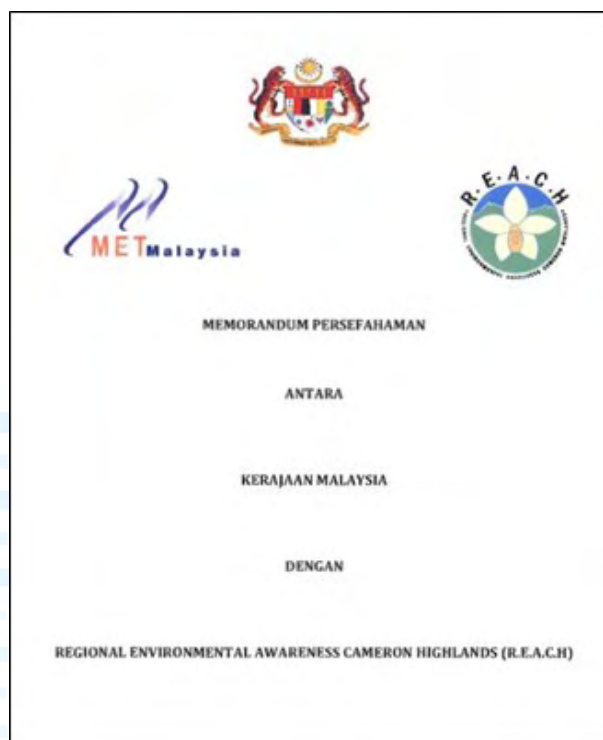 R.E.A.C.H
METMalaysia
MEMORANDUM PERSEFAHAMAN
ANTARA
KERAJAAN MALAYSIA
DENGAN
REGIONAL ENVIRONMENTAL AWARENESS CAMERON HIGHLANDS (R.E.A.C.H)